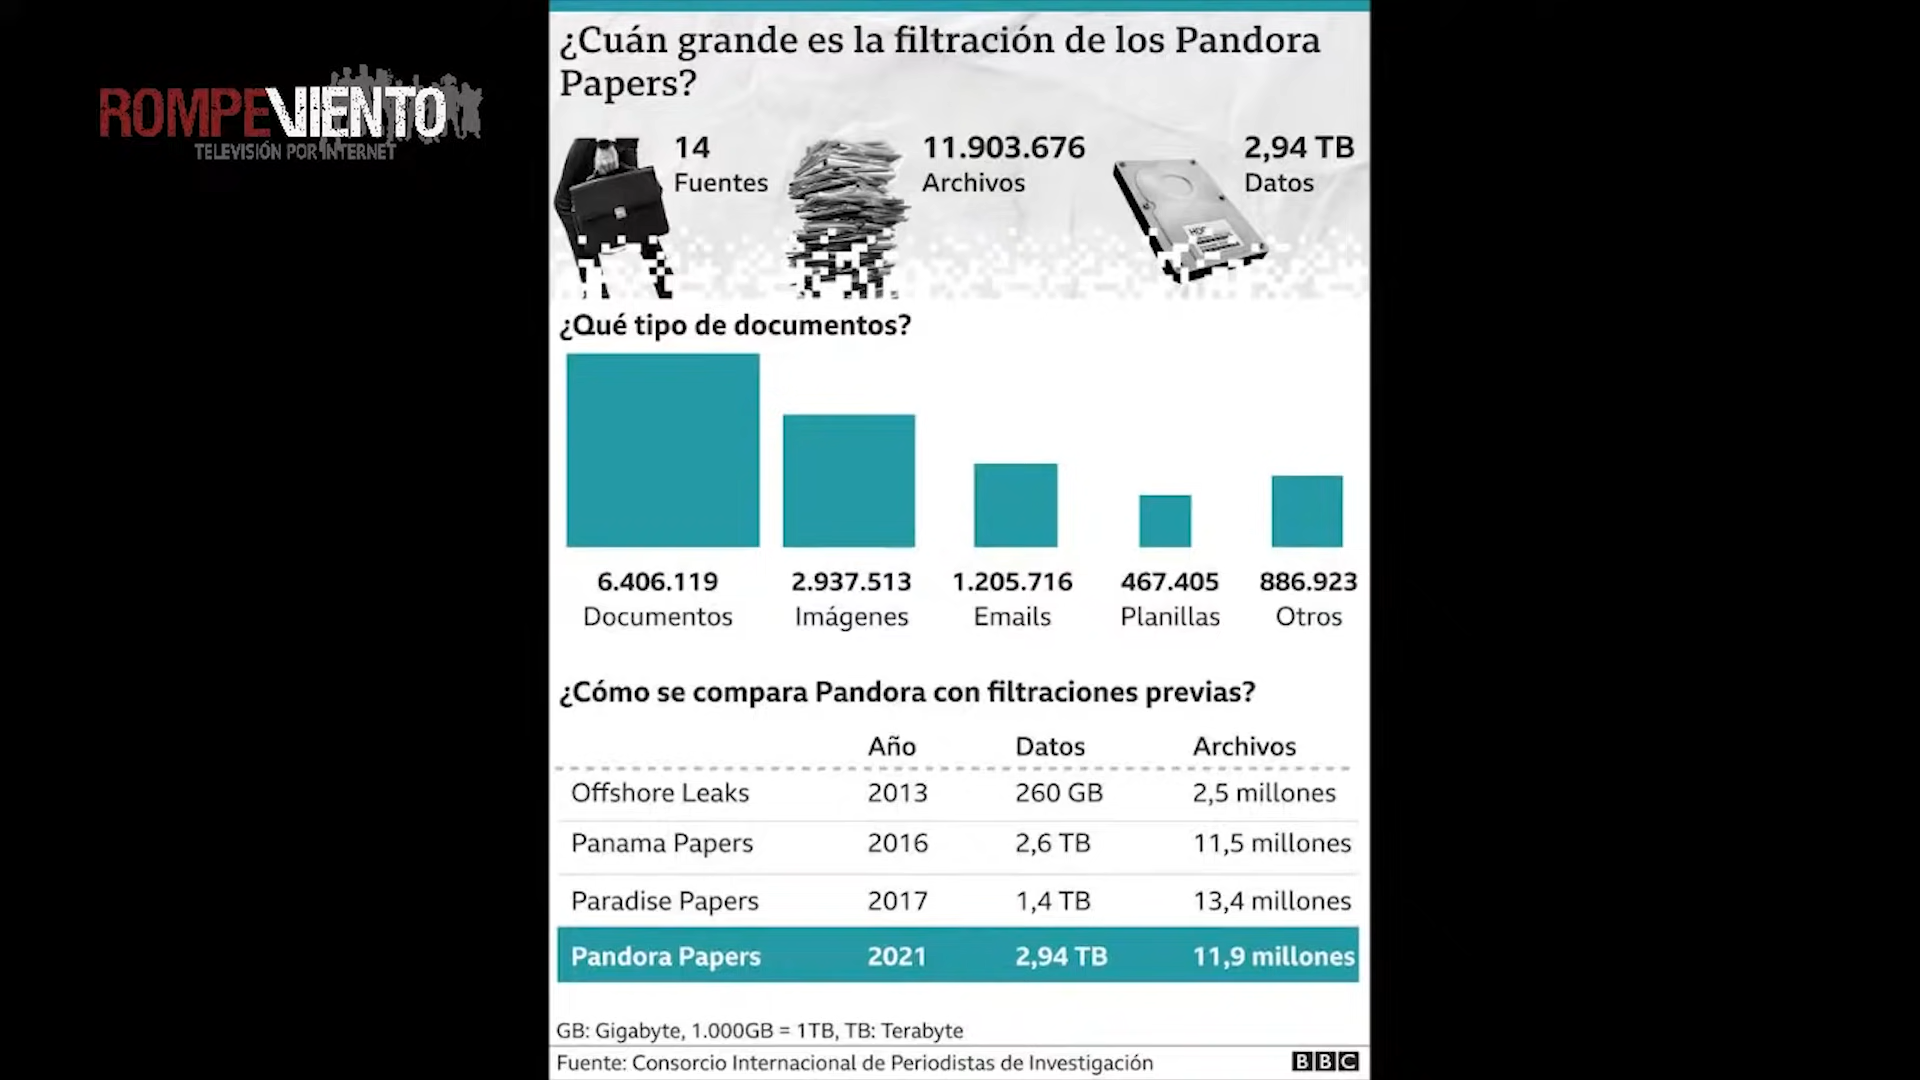 ROMPEVIENTO
TELEVISIÓN POR INTERNET
¿Cuán grande es la filtración de los Pandora
Papers?
14
Fuentes
11.903.676
Archivos
2,94 TB
Datos
¿Qué tipo de documentos?
6.406.119
Documentos
2.937.513
Imágenes
1.205.716
Emails
467.405
Planillas
886.923
Otros
¿Cómo se compara Pandora con filtraciones previas?
Año Datos Archivos
Offshore Leaks 2013 260 GB 2,5 millones
Panama Papers 2016 2,6 TB 11,5 millones
Paradise Papers 2017 1,4 TB 13,4 millones
Pandora Papers 2021 2,94 TB 11,9 millones
GB: Gigabyte, 1.000GB = 1TB, TB: Terabyte
Fuente: Consorcio Internacional de Periodistas de Investigación
BBC